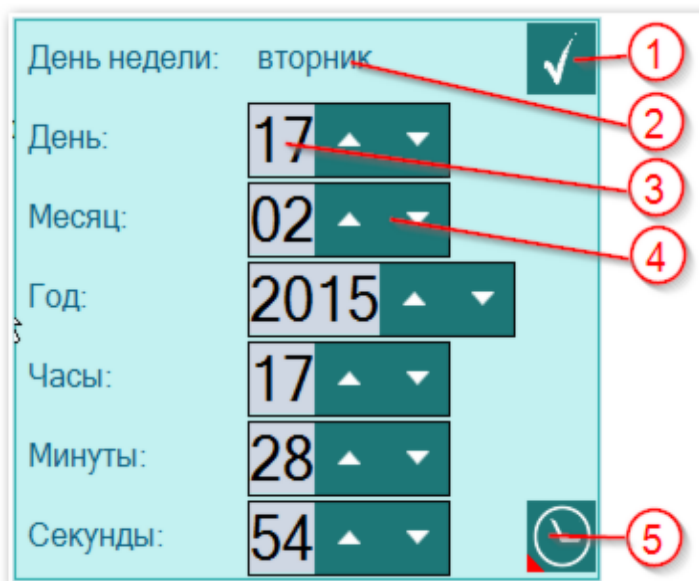 День недели: вторник
1
2
День: 17
3
Месяц: 02
4
Год: 2015
Часы: 17
Минуты: 28
Секунды: 54
5